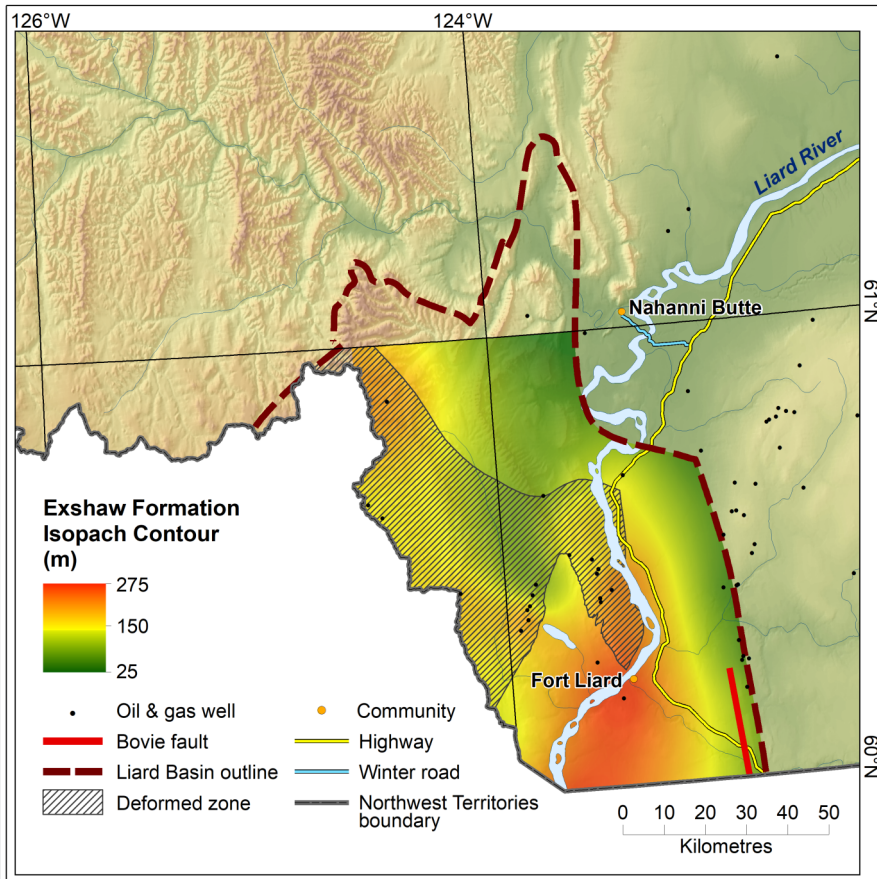 126°W
124°W
Liard River
61°N
Nahanni Butte
Exshaw Formation
Isopach Contour
(m)
275
150
25
Fort Liard
Oil & gas well
Community
Bovie fault
Highway
Liard Basin outline
Winter road
Deformed zone
Northwest Territories
boundary
60°N
0 10 20 30 40 50
Kilometres